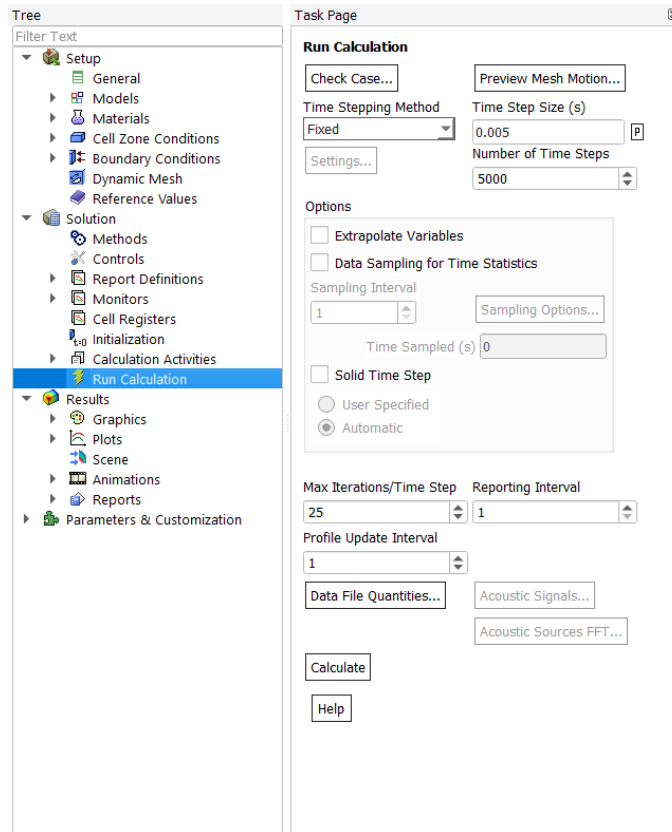 Tree
Filter Text
Setup
General
Models
Materials
Cell Zone Conditions
Boundary Conditions
Dynamic Mesh
Reference Values
Solution
Methods
Controls
Report Definitions
Monitors
Cell Registers
t=0 Initialization
Calculation Activities
Run Calculation
Results
Graphics
Plots
Scene
Animations
Reports
Parameters & Customization
Task Page
Run Calculation
Check Case... Preview Mesh Motion...
Time Stepping Method Time Step Size (s)
Fixed 0.005 P
Settings... Number of Time Steps
5000
Options
Extrapolate Variables
Data Sampling for Time Statistics
Sampling Interval
1 Sampling Options...
Time Sampled (s) 0
Solid Time Step
User Specified
Automatic
Max Iterations/Time Step Reporting Interval
25 1
Profile Update Interval
1
Data File Quantities... Acoustic Signals...
Acoustic Sources FFT...
Calculate
Help